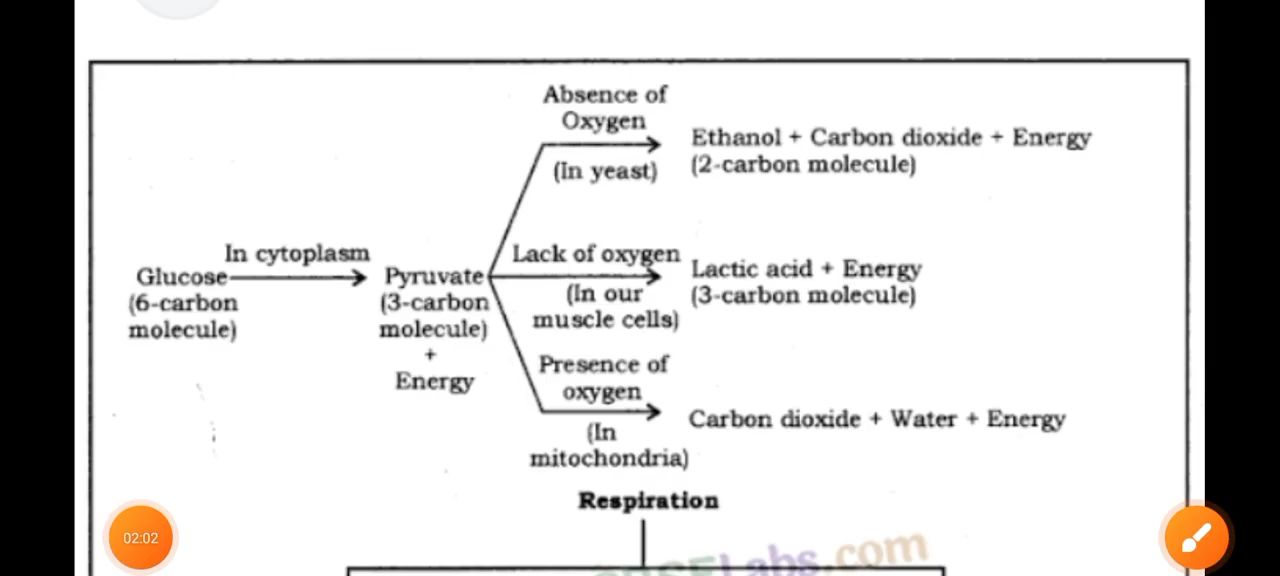 Absence of
Oxygen
(In yeast)
Ethanol + Carbon dioxide + Energy
(2-carbon molecule)
In cytoplasm
Glucose
(6-carbon
molecule)
Pyruvate
(3-carbon
molecule)
+
Energy
Lack of oxygen
(In our
muscle cells)
Lactic acid + Energy
(3-carbon molecule)
Presence of
oxygen
(In
mitochondria)
Carbon dioxide + Water + Energy
Respiration
Labs.com
02:02